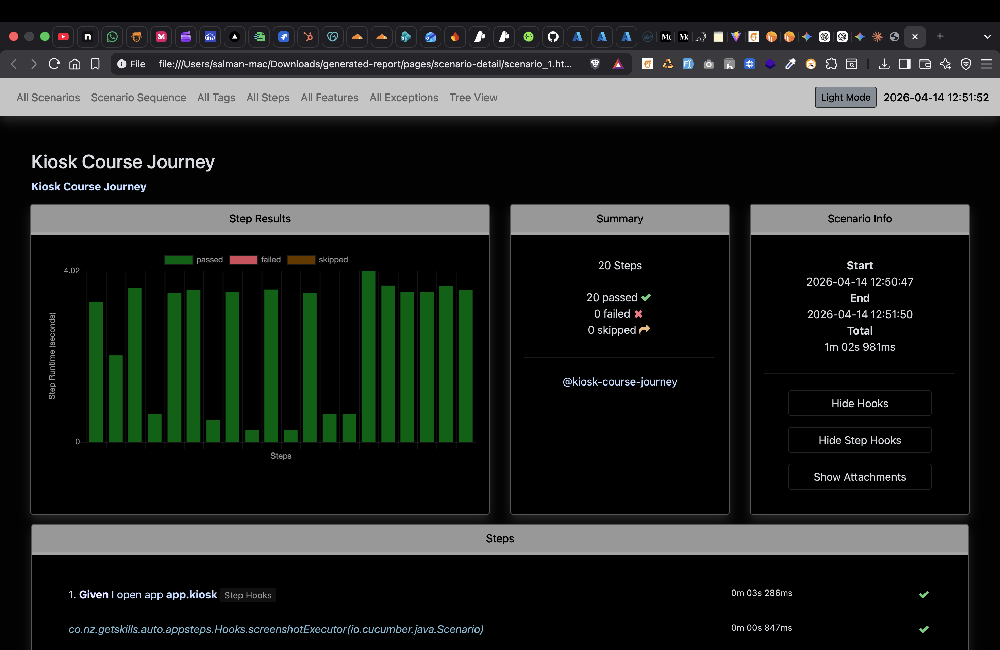 File file:///Users/salman-mac/Downloads/generated-report/pages/scenario-detail/scenario_1.ht...
All Scenarios Scenario Sequence All Tags All Steps All Features All Exceptions Tree View Light Mode 2026-04-14 12:51:52
Kiosk Course Journey
Kiosk Course Journey
Step Results
passed failed skipped
4.02
Step Runtime (seconds)
0
Steps
Summary
20 Steps
20 passed
0 failed
0 skipped
@kiosk-course-journey
Scenario Info
Start
2026-04-14 12:50:47
End
2026-04-14 12:51:50
Total
1m 02s 981ms
Hide Hooks
Hide Step Hooks
Show Attachments
Steps
1. Given I open app app.kiosk Step Hooks 0m 03s 286ms
co.nz.getskills.auto.appsteps.Hooks.screenshotExecutor(io.cucumber.java.Scenario) 0m 00s 847ms